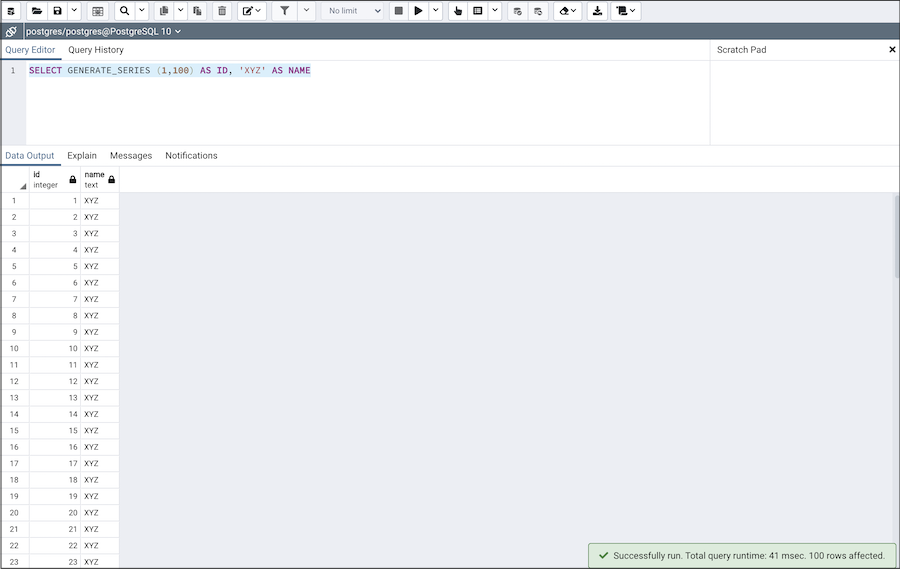 No limit
postgres/postgres@PostgreSQL 10
Query Editor Query History
Scratch Pad
1 SELECT GENERATE_SERIES (1,100) AS ID, 'XYZ' AS NAME
Data Output Explain Messages Notifications
id name
integer text
1 1 XYZ
2 2 XYZ
3 3 XYZ
4 4 XYZ
5 5 XYZ
6 6 XYZ
7 7 XYZ
8 8 XYZ
9 9 XYZ
10 10 XYZ
11 11 XYZ
12 12 XYZ
13 13 XYZ
14 14 XYZ
15 15 XYZ
16 16 XYZ
17 17 XYZ
18 18 XYZ
19 19 XYZ
20 20 XYZ
21 21 XYZ
22 22 XYZ
23 23 XYZ
Successfully run. Total query runtime: 41 msec. 100 rows affected.